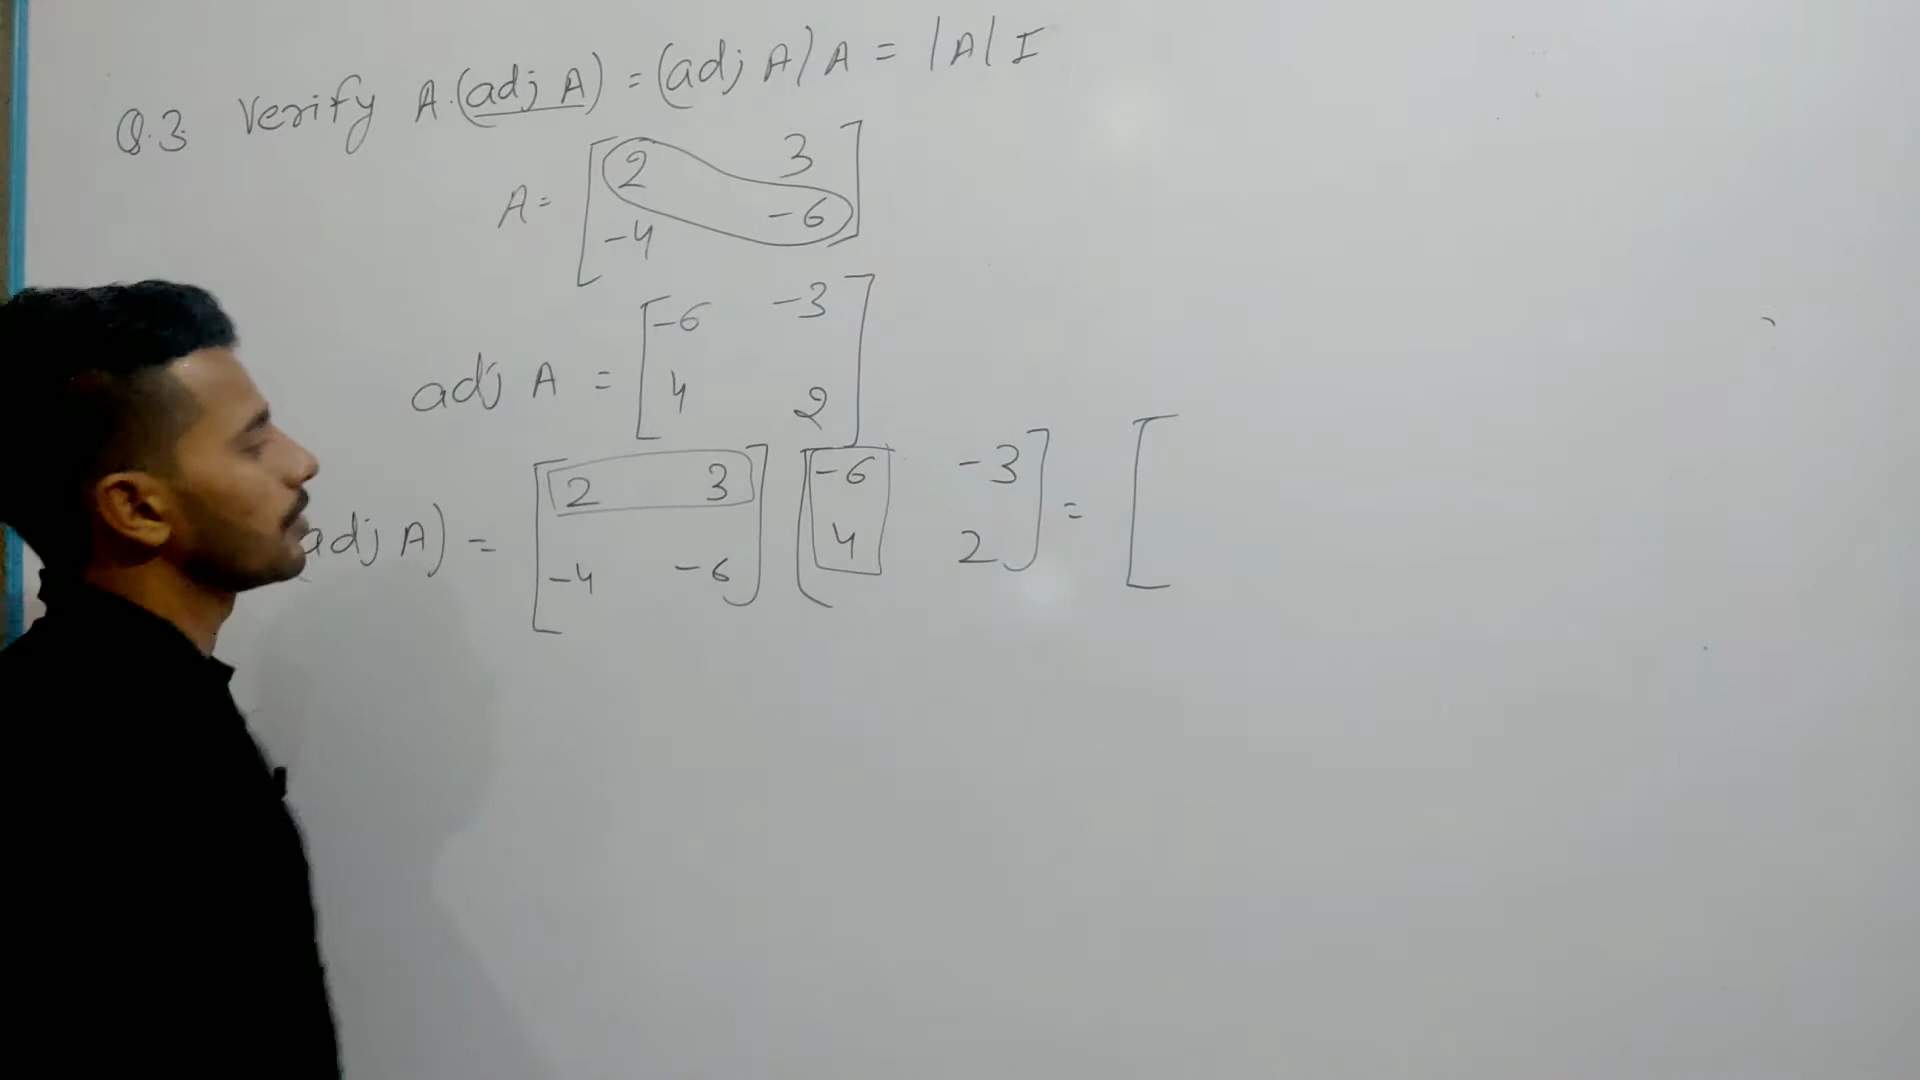 Q.3 Verify A.(adj A) = (adj A) A = |A| I
A = [ 2 3
-4 -6 ]
adj A = [ -6 -3
4 2 ]
(adj A) = [ 2 3
-4 -6 ] [ -6 -3
4 2 ] = [